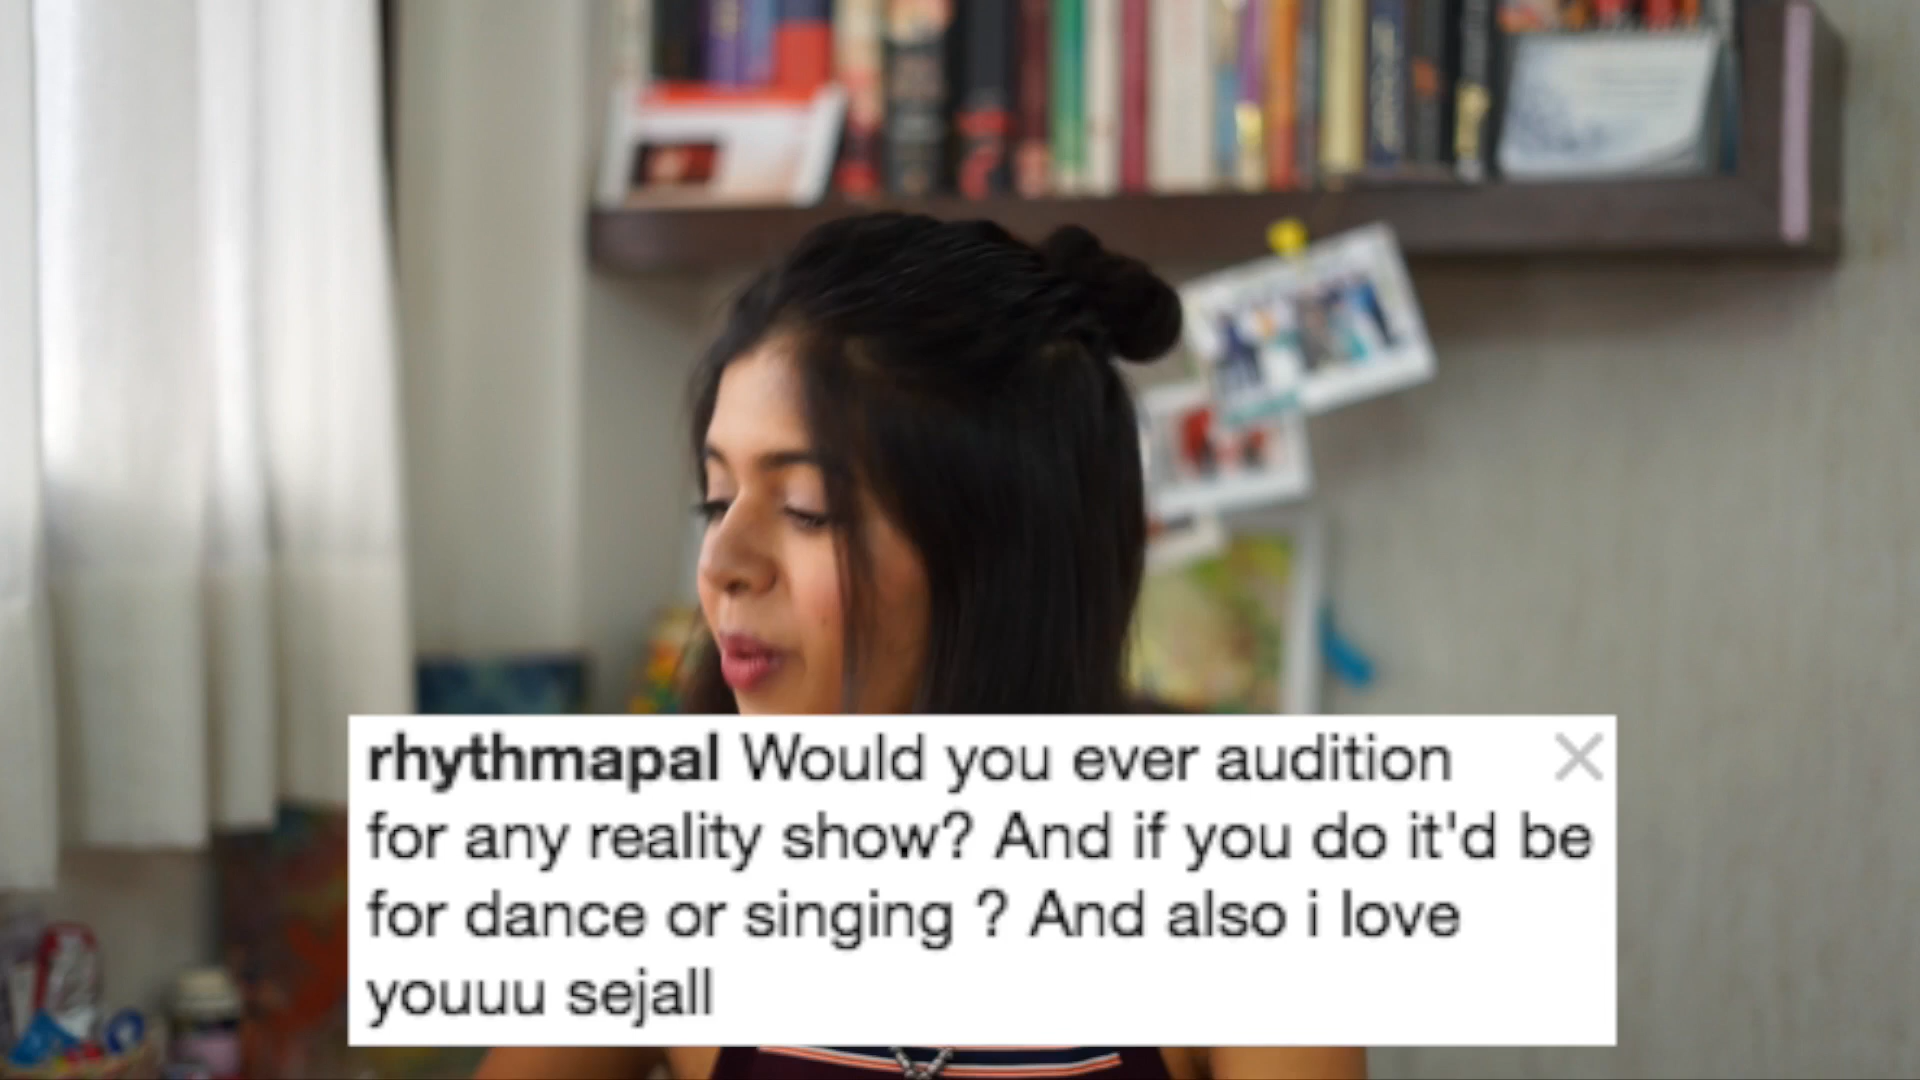 rhythmapal Would you ever audition
for any reality show? And if you do it'd be
for dance or singing ? And also i love
youuu sejall